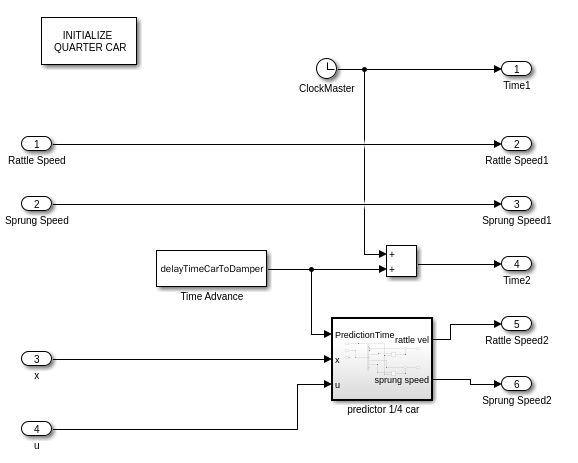 INITIALIZE
QUARTER CAR
ClockMaster
1
Time1
1
Rattle Speed
2
Rattle Speed1
2
Sprung Speed
3
Sprung Speed1
delayTimeCarToDamper
Time Advance
+
+
4
Time2
PredictionTime
rattle vel
x
sprung speed
u
predictor 1/4 car
5
Rattle Speed2
3
x
6
Sprung Speed2
4
u